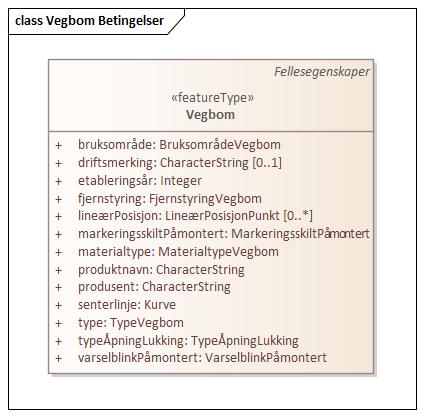 class Vegbom Betingelser
Fellesegenskaper
«featureType»
Vegbom
+ bruksområde: BruksområdeVegbom
+ driftsmerking: CharacterString [0..1]
+ etableringsår: Integer
+ fjernstyring: FjernstyringVegbom
+ lineærPosisjon: LineærPosisjonPunkt [0..*]
+ markeringsskiltPåmontert: MarkeringsskiltPåmontert
+ materialtype: MaterialtypeVegbom
+ produktnavn: CharacterString
+ produsent: CharacterString
+ senterlinje: Kurve
+ type: TypeVegbom
+ typeÅpningLukking: TypeÅpningLukking
+ varselblinkPåmontert: VarselblinkPåmontert